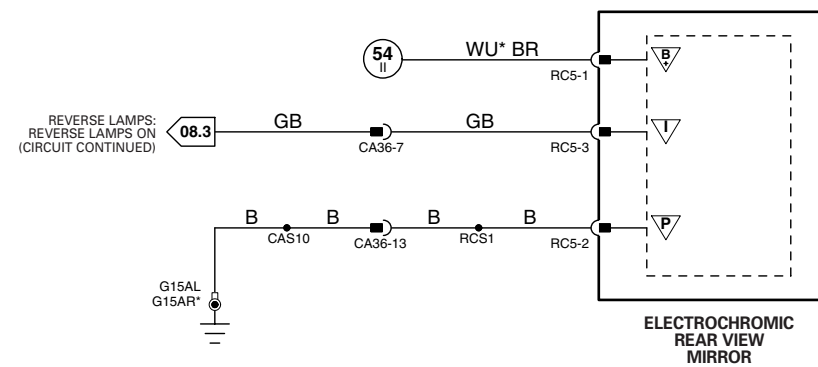 54
II
WU* BR
RC5-1
B
+
REVERSE LAMPS:
REVERSE LAMPS ON
(CIRCUIT CONTINUED)
08.3
GB
GB
CA36-7
RC5-3
I
B
B
B
B
CAS10
CA36-13
RCS1
RC5-2
P
G15AL
G15AR*
ELECTROCHROMIC
REAR VIEW
MIRROR